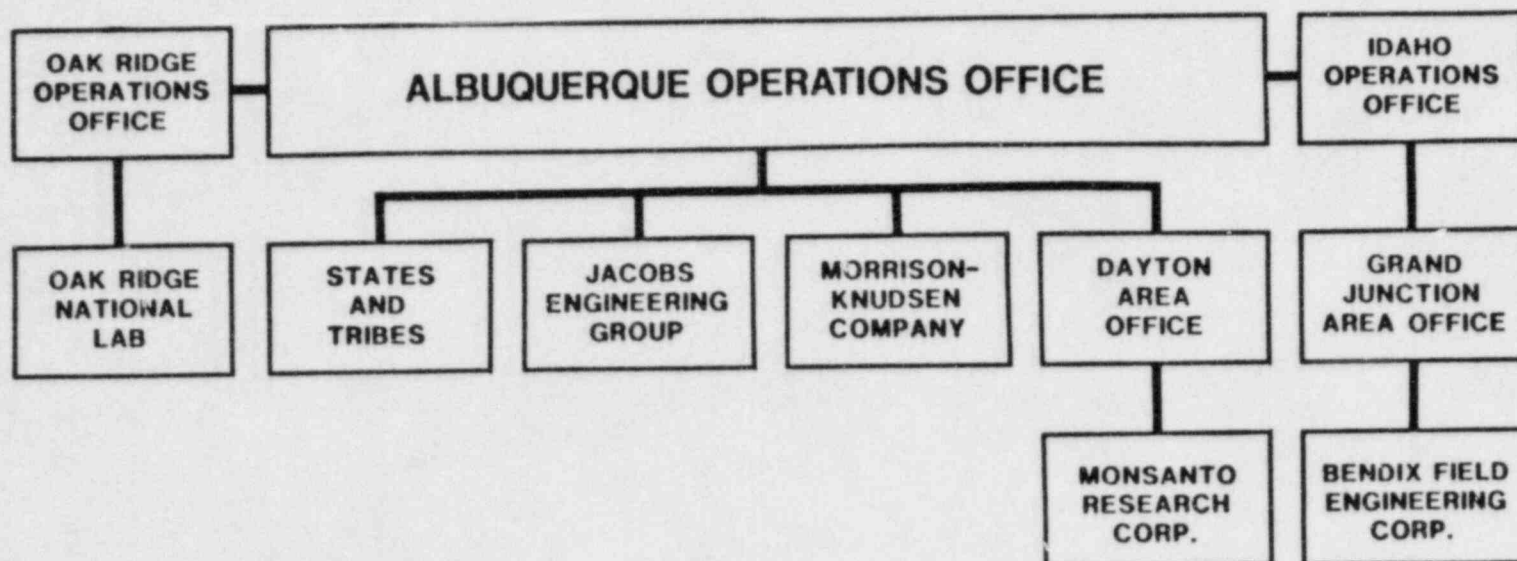 OAK RIDGE
OPERATIONS
OFFICE
ALBUQUERQUE OPERATIONS OFFICE
IDAHO
OPERATIONS
OFFICE
OAK RIDGE
NATIONAL
LAB
STATES
AND
TRIBES
JACOBS
ENGINEERING
GROUP
MORRISON-
KNUDSEN
COMPANY
DAYTON
AREA
OFFICE
GRAND
JUNCTION
AREA OFFICE
MONSANTO
RESEARCH
CORP.
BENDIX FIELD
ENGINEERING
CORP.